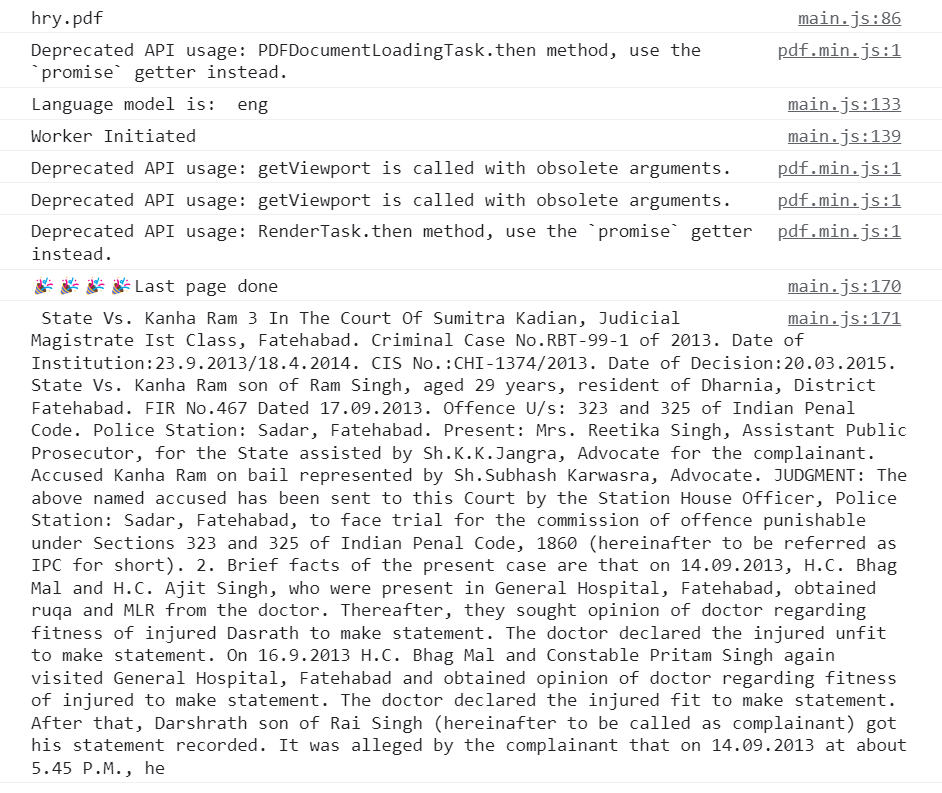 hry.pdf main.js:86
Deprecated API usage: PDFDocumentLoadingTask.then method, use the pdf.min.js:1
`promise` getter instead.
Language model is:  eng main.js:133
Worker Initiated main.js:139
Deprecated API usage: getViewport is called with obsolete arguments. pdf.min.js:1
Deprecated API usage: getViewport is called with obsolete arguments. pdf.min.js:1
Deprecated API usage: RenderTask.then method, use the `promise` getter pdf.min.js:1
instead.
🎉🎉🎉🎉Last page done main.js:170
State Vs. Kanha Ram 3 In The Court Of Sumitra Kadian, Judicial main.js:171
Magistrate Ist Class, Fatehabad. Criminal Case No.RBT-99-1 of 2013. Date of
Institution:23.9.2013/18.4.2014. CIS No.:CHI-1374/2013. Date of Decision:20.03.2015.
State Vs. Kanha Ram son of Ram Singh, aged 29 years, resident of Dharnia, District
Fatehabad. FIR No.467 Dated 17.09.2013. Offence U/s: 323 and 325 of Indian Penal
Code. Police Station: Sadar, Fatehabad. Present: Mrs. Reetika Singh, Assistant Public
Prosecutor, for the State assisted by Sh.K.K.Jangra, Advocate for the complainant.
Accused Kanha Ram on bail represented by Sh.Subhash Karwasra, Advocate. JUDGMENT: The
above named accused has been sent to this Court by the Station House Officer, Police
Station: Sadar, Fatehabad, to face trial for the commission of offence punishable
under Sections 323 and 325 of Indian Penal Code, 1860 (hereinafter to be referred as
IPC for short). 2. Brief facts of the present case are that on 14.09.2013, H.C. Bhag
Mal and H.C. Ajit Singh, who were present in General Hospital, Fatehabad, obtained
ruqa and MLR from the doctor. Thereafter, they sought opinion of doctor regarding
fitness of injured Dasrath to make statement. The doctor declared the injured unfit
to make statement. On 16.9.2013 H.C. Bhag Mal and Constable Pritam Singh again
visited General Hospital, Fatehabad and obtained opinion of doctor regarding fitness
of injured to make statement. The doctor declared the injured fit to make statement.
After that, Darshrath son of Rai Singh (hereinafter to be called as complainant) got
his statement recorded. It was alleged by the complainant that on 14.09.2013 at about
5.45 P.M., he